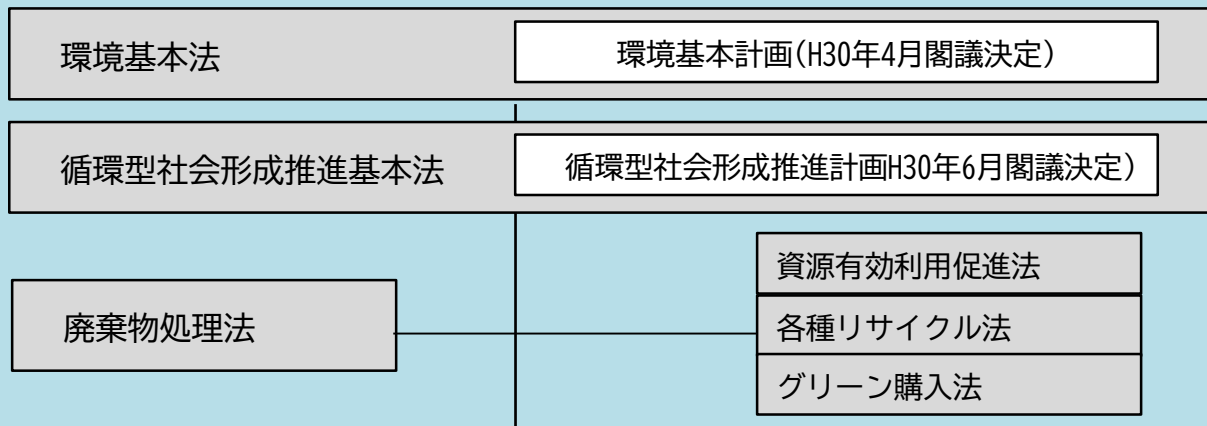 環境基本法
環境基本計画(H30年4月閣議決定)
循環型社会形成推進基本法
循環型社会形成推進計画H30年6月閣議決定)
廃棄物処理法
資源有効利用促進法
各種リサイクル法
グリーン購入法